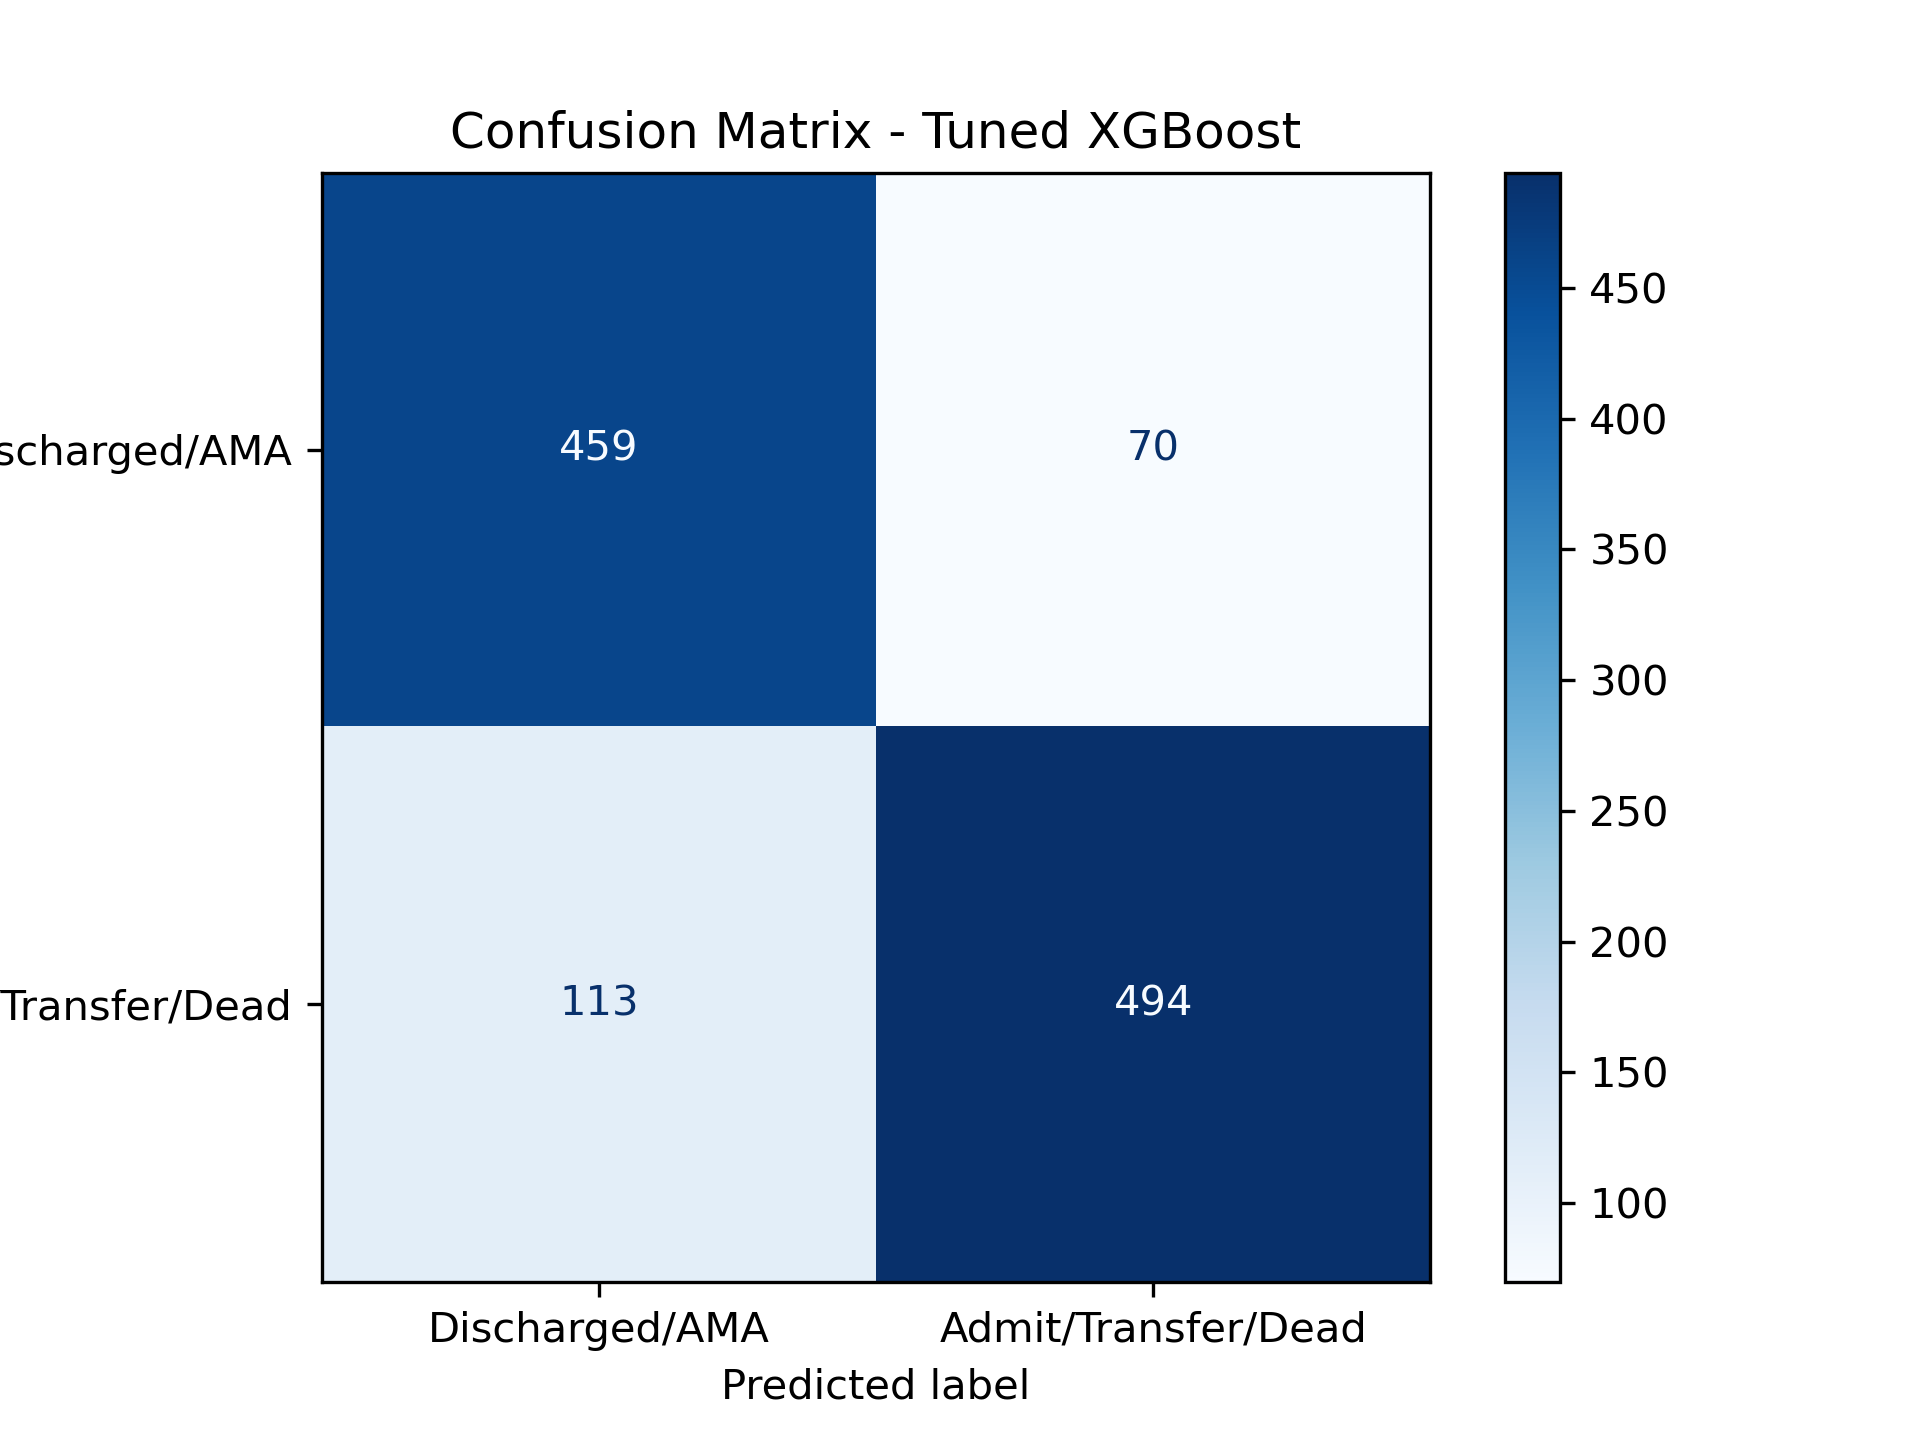 Confusion Matrix - Tuned XGBoost
scharged/AMA
459
70
Transfer/Dead
113
494
Discharged/AMA
Admit/Transfer/Dead
Predicted label
450
400
350
300
250
200
150
100